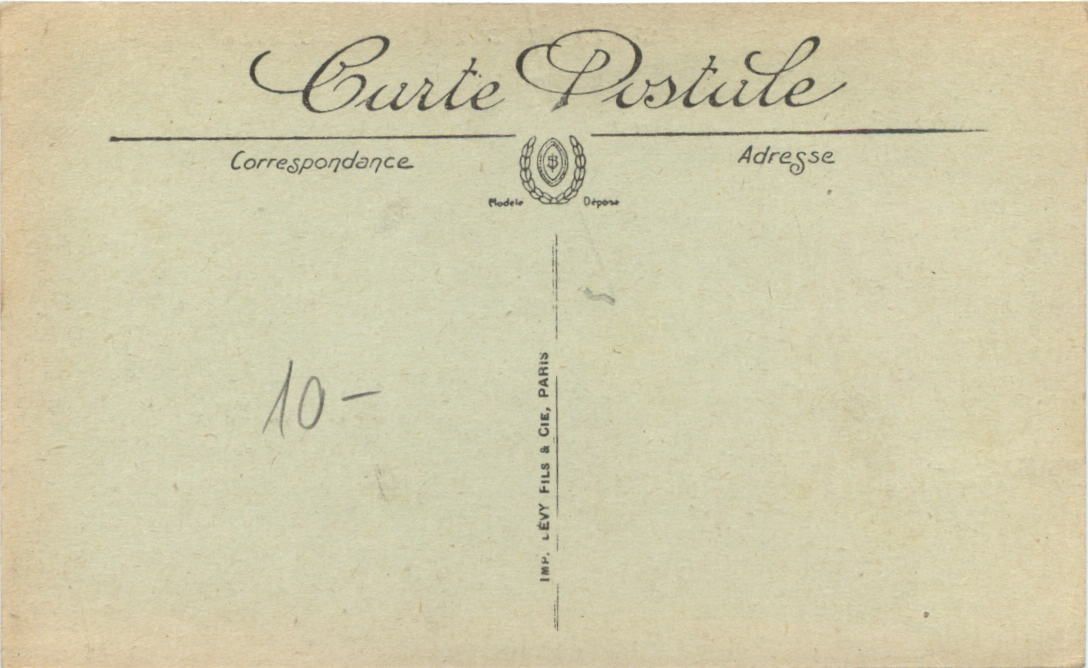 Carte Postale
Correspondance
Adresse
Modèle Déposé
10-
IMP. LÉVY FILS & CIE, PARIS